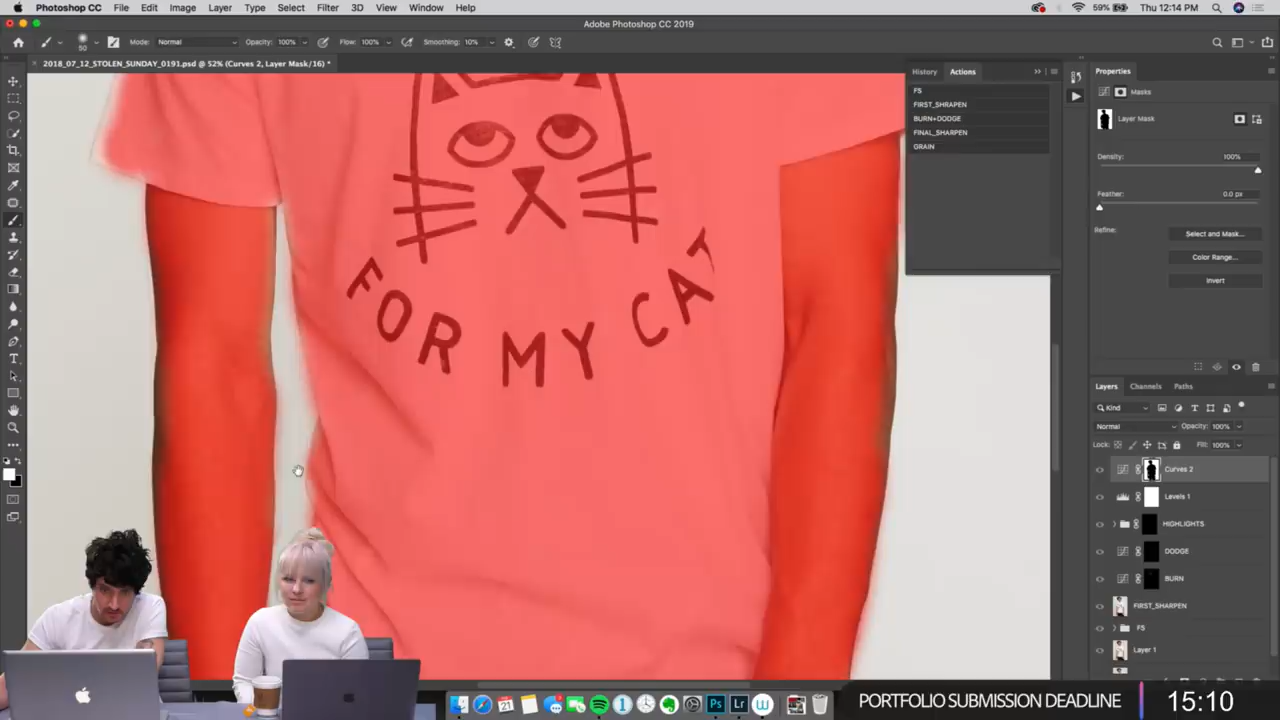 Photoshop CC File Edit Image Layer Type Select Filter 3D View Window Help
59% Thu 12:14 PM
Adobe Photoshop CC 2019
50 Mode: Normal Opacity: 100% Flow: 100% Smoothing: 10%
2018_07_12_STOLEN_SUNDAY_0191.psd @ 52% (Curves 2, Layer Mask/16) *
History Actions
FS
FIRST_SHRAPEN
BURN+DODGE
FINAL_SHARPEN
GRAIN
Properties
Masks
Layer Mask
Density: 100%
Feather: 0.0 px
Refine: Select and Mask...
Color Range...
Invert
FOR MY CAT
Layers Channels Paths
Kind
Normal Opacity: 100%
Lock: Fill: 100%
Curves 2
Levels 1
HIGHLIGHTS
DODGE
BURN
FIRST_SHARPEN
FS
Layer 1
PORTFOLIO SUBMISSION DEADLINE 15:10